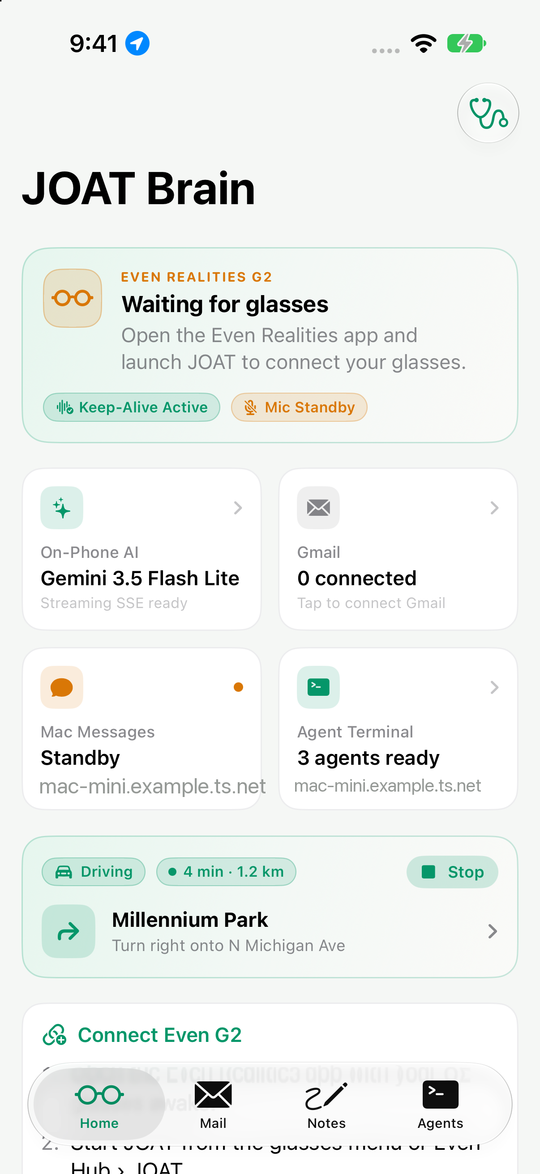 9:41
JOAT Brain
EVEN REALITIES G2
Waiting for glasses
Open the Even Realities app and
launch JOAT to connect your glasses.
Keep-Alive Active
Mic Standby
On-Phone AI
Gemini 3.5 Flash Lite
Streaming SSE ready
Gmail
0 connected
Tap to connect Gmail
Mac Messages
Standby
mac-mini.example.ts.net
Agent Terminal
3 agents ready
mac-mini.example.ts.net
Driving
4 min · 1.2 km
Stop
Millennium Park
Turn right onto N Michigan Ave
Connect Even G2
2. Start JOAT from the glasses menu or Even
Hub › JOAT.
Home
Mail
Notes
Agents